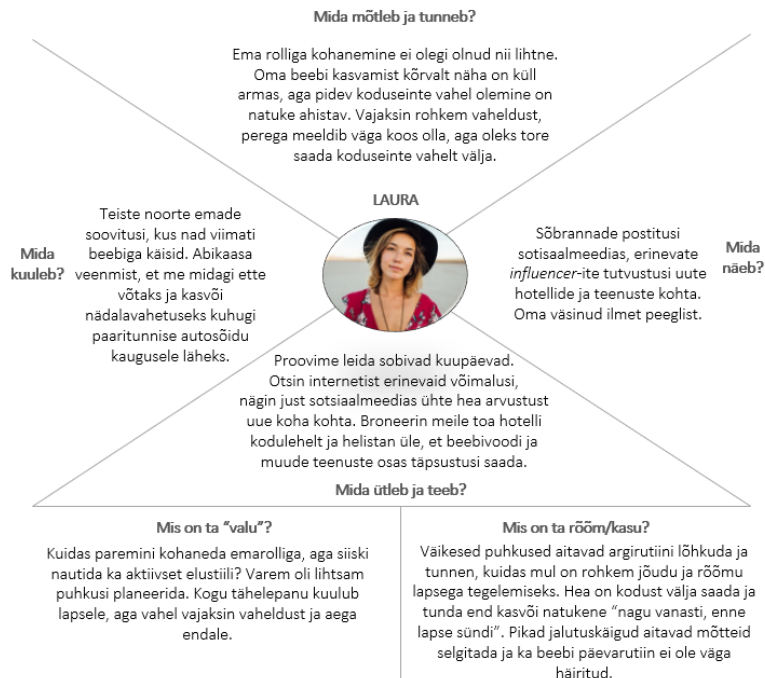 Mida mõtleb ja tunneb?
Ema rolliga kohanemine ei olegi olnud nii lihtne.
Oma beebi kasvamist kõrvalt näha on küll
armas, aga pidev koduseinte vahel olemine on
natuke ahistav. Vajaksin rohkem vaheldust,
perega meeldib väga koos olla, aga oleks tore
saada koduseinte vahelt välja.
LAURA
Mida
kuuleb?
Teiste noorte emade
soovitusi, kus nad viimati
beebiga käisid. Abikaasa
veenmist, et me midagi ette
võtaks ja kasvõi
nädalavahetuseks kuhugi
paaritunnise autosõidu
kaugusele läheks.
Sõbrannade postitusi
sotisaalmeedias, erinevate
influencer-ite tutvustusi uute
hotellide ja teenuste kohta.
Oma väsinud ilmet peeglist.
Mida
näeb?
Proovime leida sobivad kuupäevad.
Otsin internetist erinevaid võimalusi,
nägin just sotsiaalmeedias ühte hea arvustust
uue koha kohta. Broneerin meile toa hotelli
kodulehelt ja helistan üle, et beebivoodi ja
muude teenuste osas täpsustusi saada.
Mida ütleb ja teeb?
Mis on ta “valu”?
Kuidas paremini kohaneda emarolliga, aga siiski
nautida ka aktiivset elustiili? Varem oli lihtsam
puhkusi planeerida. Kogu tähelepanu kuulub
lapsele, aga vahel vajaksin vaheldust ja aega
endale.
Mis on ta rõõm/kasu?
Väikesed puhkused aitavad argirutiini lõhkuda ja
tunnen, kuidas mul on rohkem jõudu ja rõõmu
lapsega tegelemiseks. Hea on kodust välja saada ja
tunda end kasvõi natukene “nagu vanasti, enne
lapse sündi”. Pikad jalutuskäigud aitavad mõtteid
selgitada ja ka beebi päevarutiin ei ole väga
häiritud.